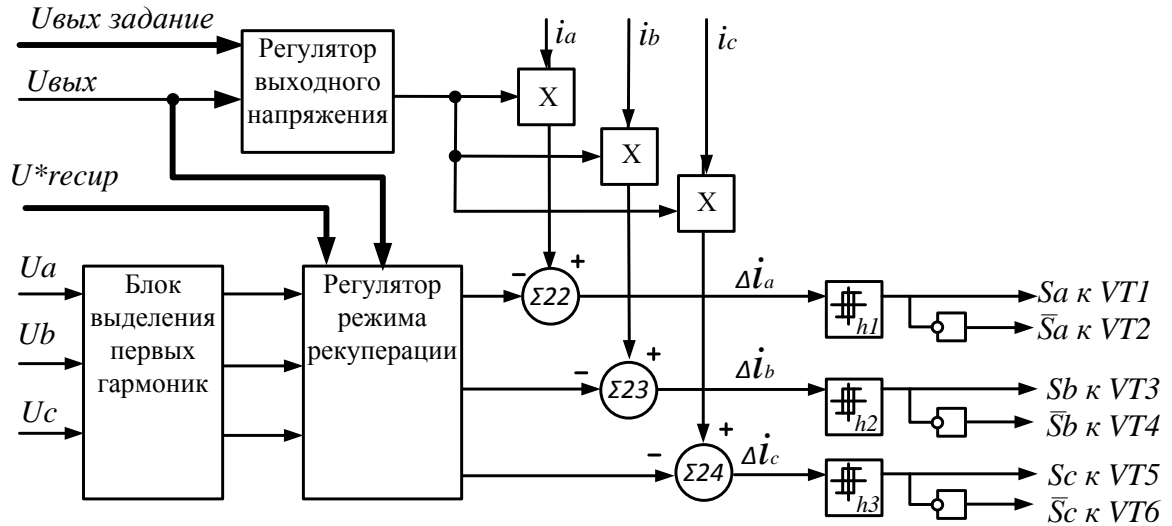 Uвых задание
Uвых
Регулятор
выходного
напряжения
ia
ib
ic
X
X
X
U*recup
Ua
Ub
Uc
Блок
выделения
первых
гармоник
Регулятор
режима
рекуперации
- +
Σ22
- +
Σ23
- +
Σ24
Δia
Δib
Δic
h1
h2
h3
Sa к VT1
S̅a к VT2
Sb к VT3
S̅b к VT4
Sc к VT5
S̅c к VT6